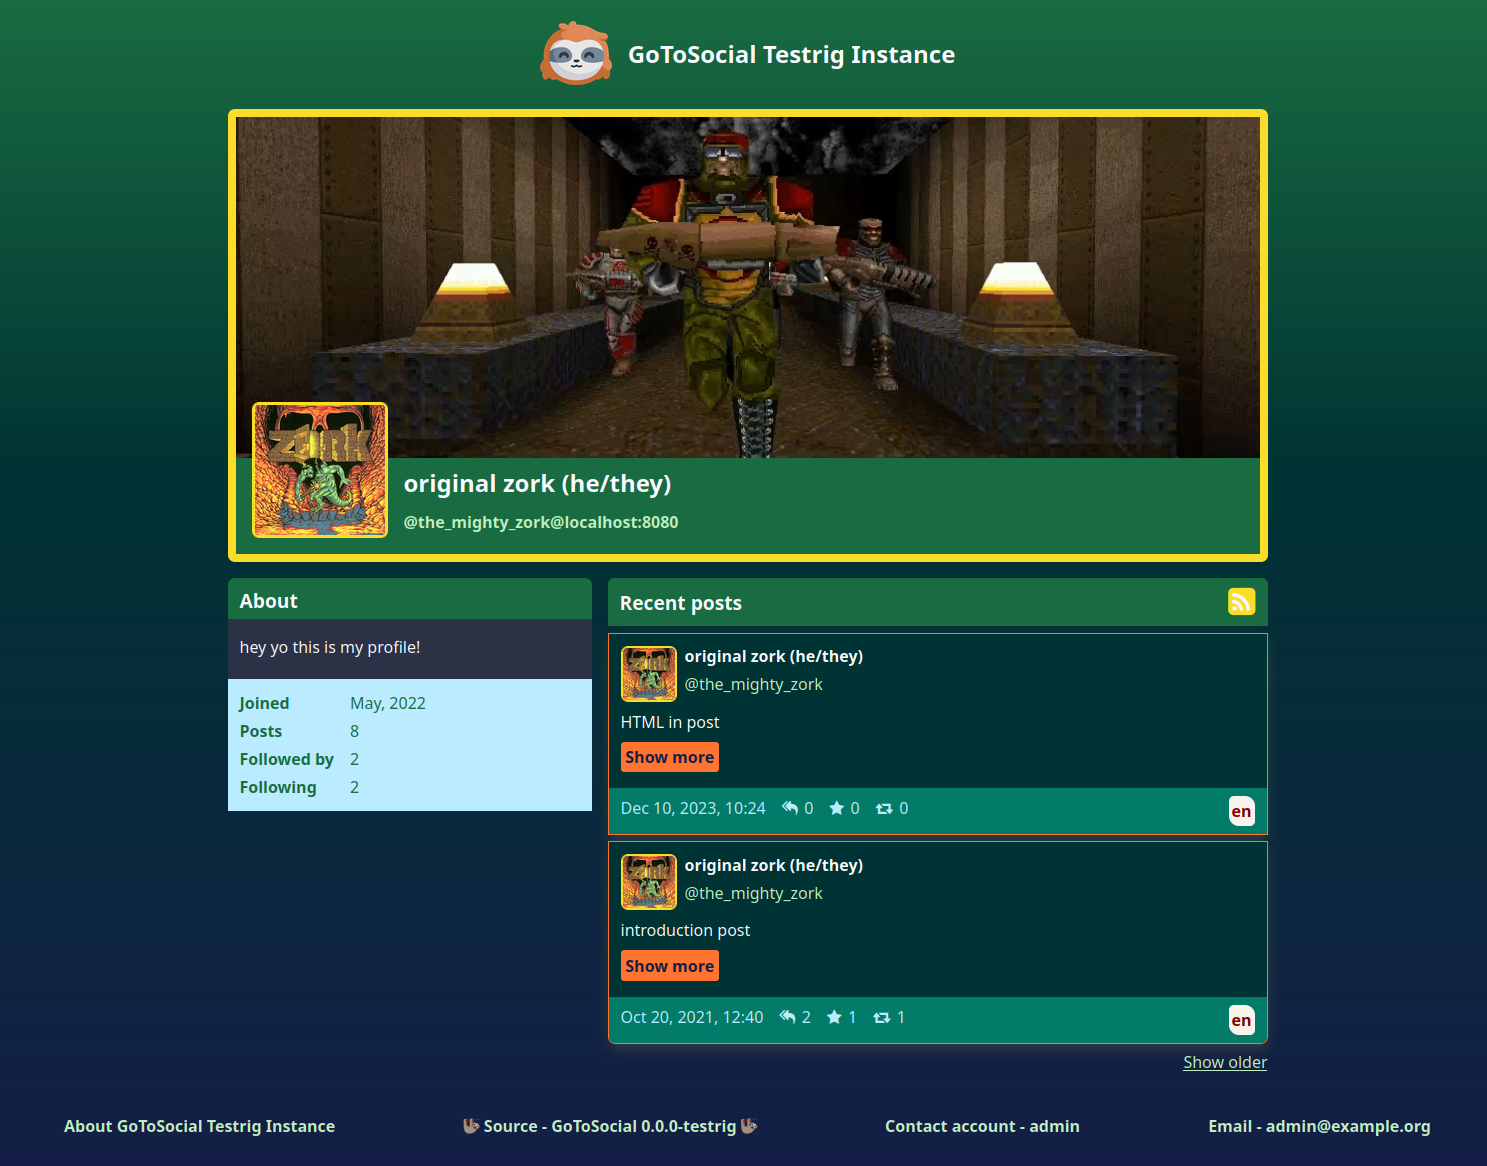 GoToSocial Testrig Instance
ZORK
original zork (he/they)
@the_mighty_zork@localhost:8080
About
hey yo this is my profile!
Joined May, 2022
Posts 8
Followed by 2
Following 2
Recent posts
ZORK
original zork (he/they)
@the_mighty_zork
HTML in post
Show more
Dec 10, 2023, 10:24 0 0 0 en
ZORK
original zork (he/they)
@the_mighty_zork
introduction post
Show more
Oct 20, 2021, 12:40 2 1 1 en
Show older
About GoToSocial Testrig Instance Source - GoToSocial 0.0.0-testrig Contact account - admin Email - admin@example.org